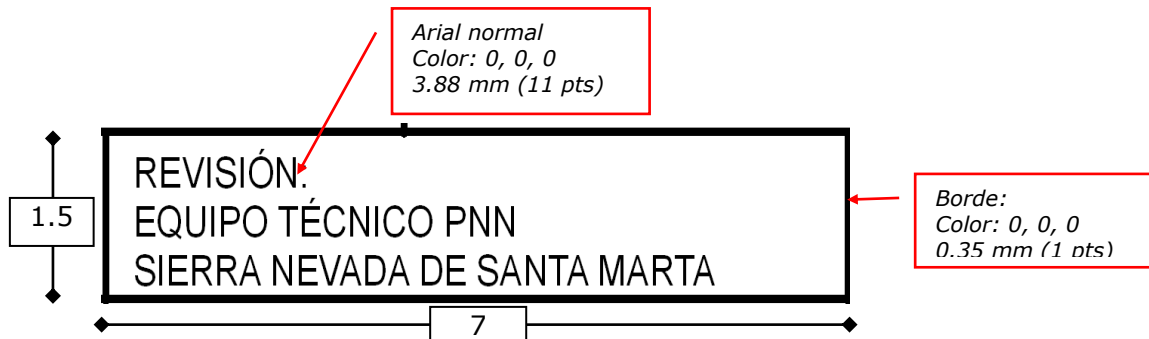 Arial normal
Color: 0, 0, 0
3.88 mm (11 pts)
REVISIÓN.
EQUIPO TÉCNICO PNN
SIERRA NEVADA DE SANTA MARTA
1.5
Borde:
Color: 0, 0, 0
0.35 mm (1 pts)
7